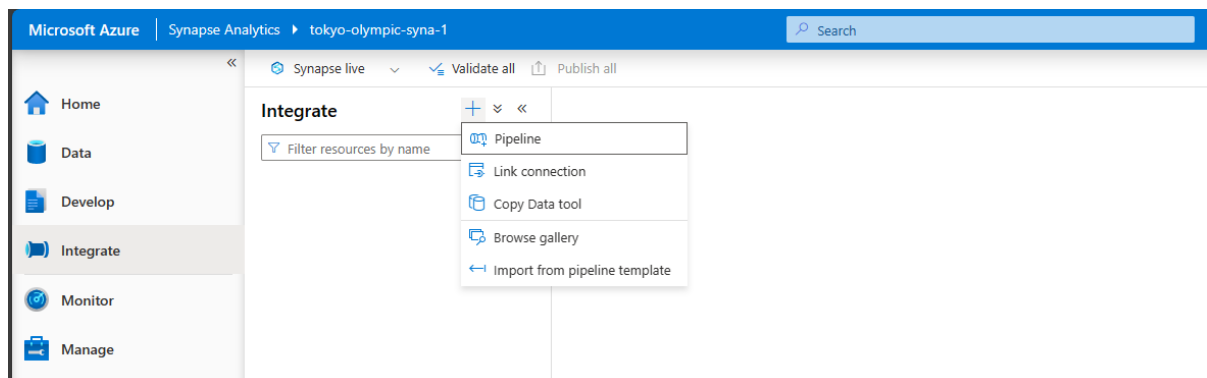 Microsoft Azure Synapse Analytics tokyo-olympic-syna-1 Search
Synapse live Validate all Publish all
Home
Data
Develop
Integrate
Monitor
Manage
Integrate
Filter resources by name
Pipeline
Link connection
Copy Data tool
Browse gallery
Import from pipeline template